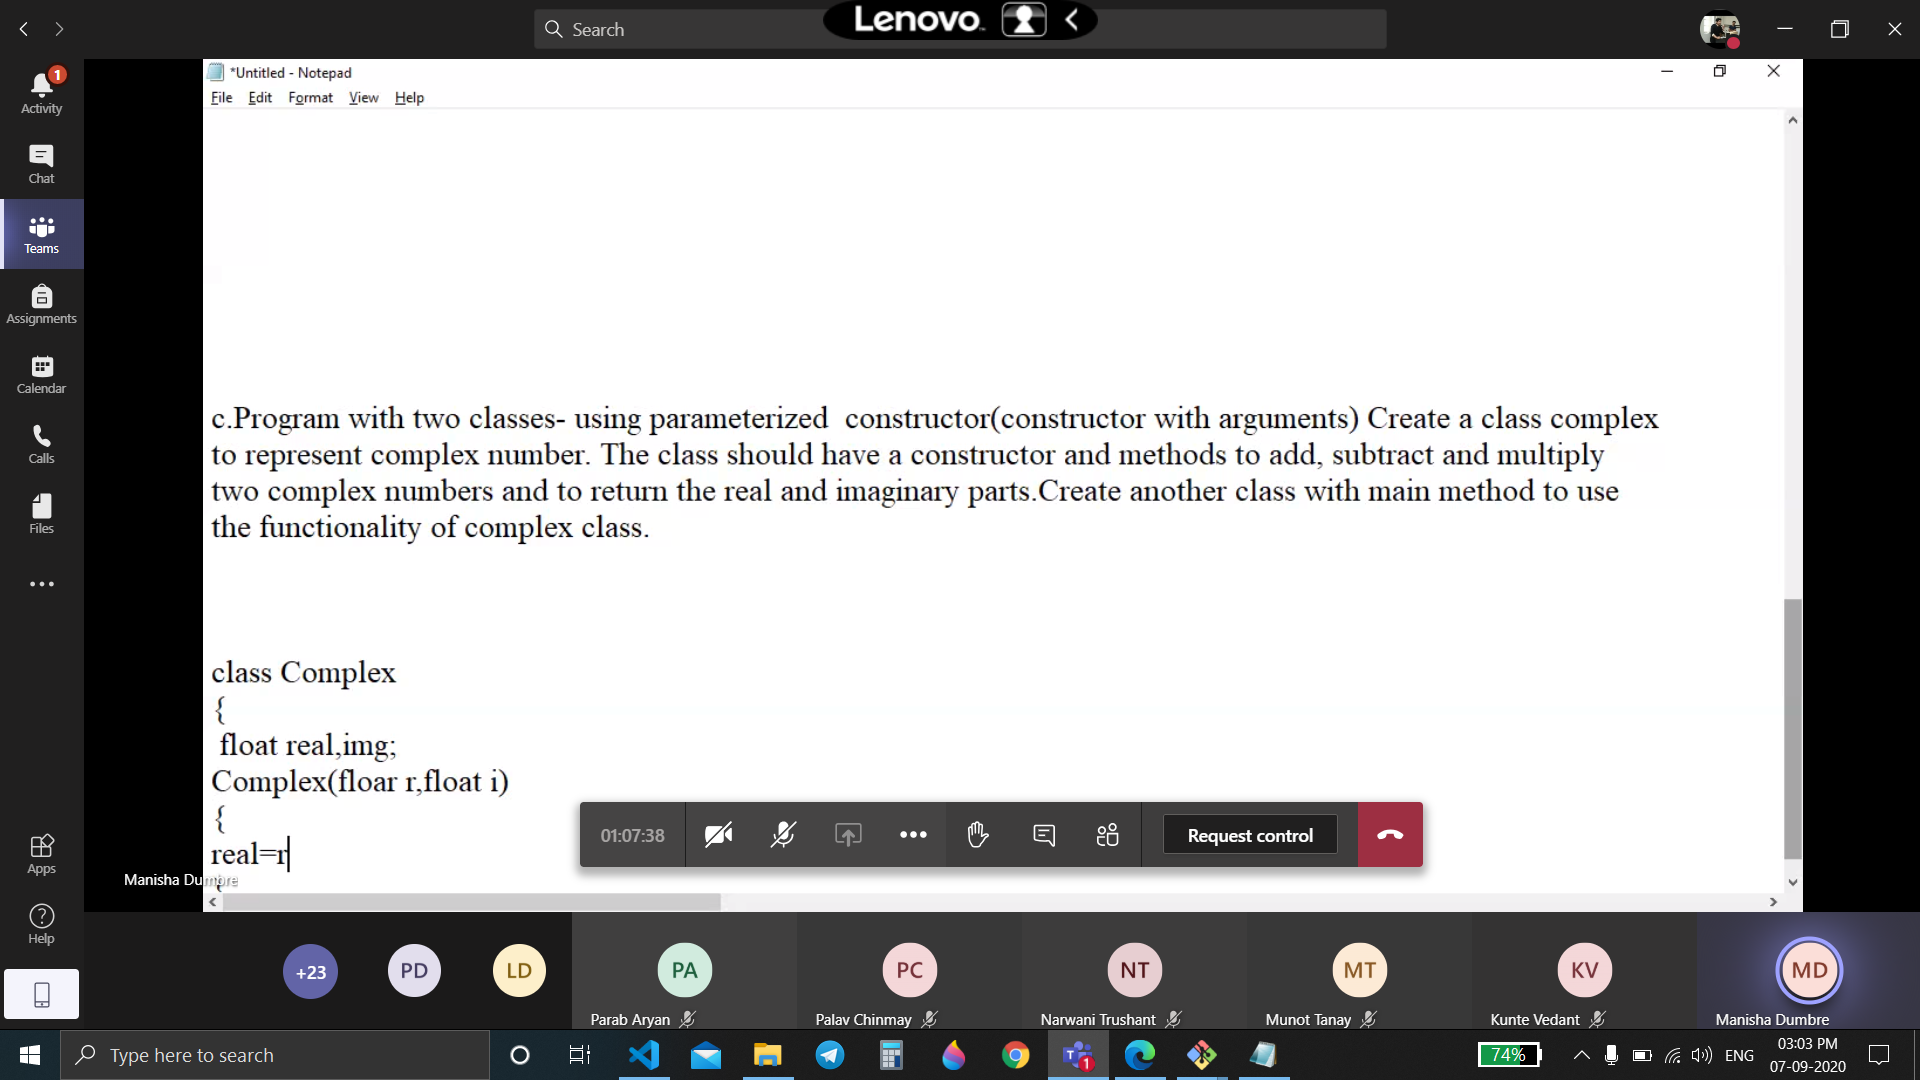 Search
Lenovo
*Untitled - Notepad
File Edit Format View Help
1
Activity
Chat
Teams
Assignments
Calendar
Calls
Files
Apps
Help
c.Program with two classes- using parameterized constructor(constructor with arguments) Create a class complex
to represent complex number. The class should have a constructor and methods to add, subtract and multiply
two complex numbers and to return the real and imaginary parts.Create another class with main method to use
the functionality of complex class.
class Complex
{
float real,img;
Complex(floar r,float i)
{
real=r
01:07:38
Request control
Manisha Dumbre
+23
PD
LD
PA
PC
NT
MT
KV
MD
Parab Aryan
Palav Chinmay
Narwani Trushant
Munot Tanay
Kunte Vedant
Manisha Dumbre
Type here to search
T
1
74%
ENG
03:03 PM
07-09-2020